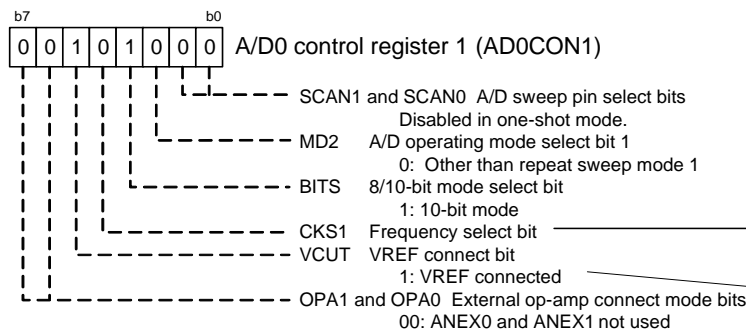 b7 b0
0 0 1 0 1 0 0 0 A/D0 control register 1 (AD0CON1)
SCAN1 and SCAN0 A/D sweep pin select bits
Disabled in one-shot mode.
MD2 A/D operating mode select bit 1
0: Other than repeat sweep mode 1
BITS 8/10-bit mode select bit
1: 10-bit mode
CKS1 Frequency select bit
VCUT VREF connect bit
1: VREF connected
OPA1 and OPA0 External op-amp connect mode bits
00: ANEX0 and ANEX1 not used